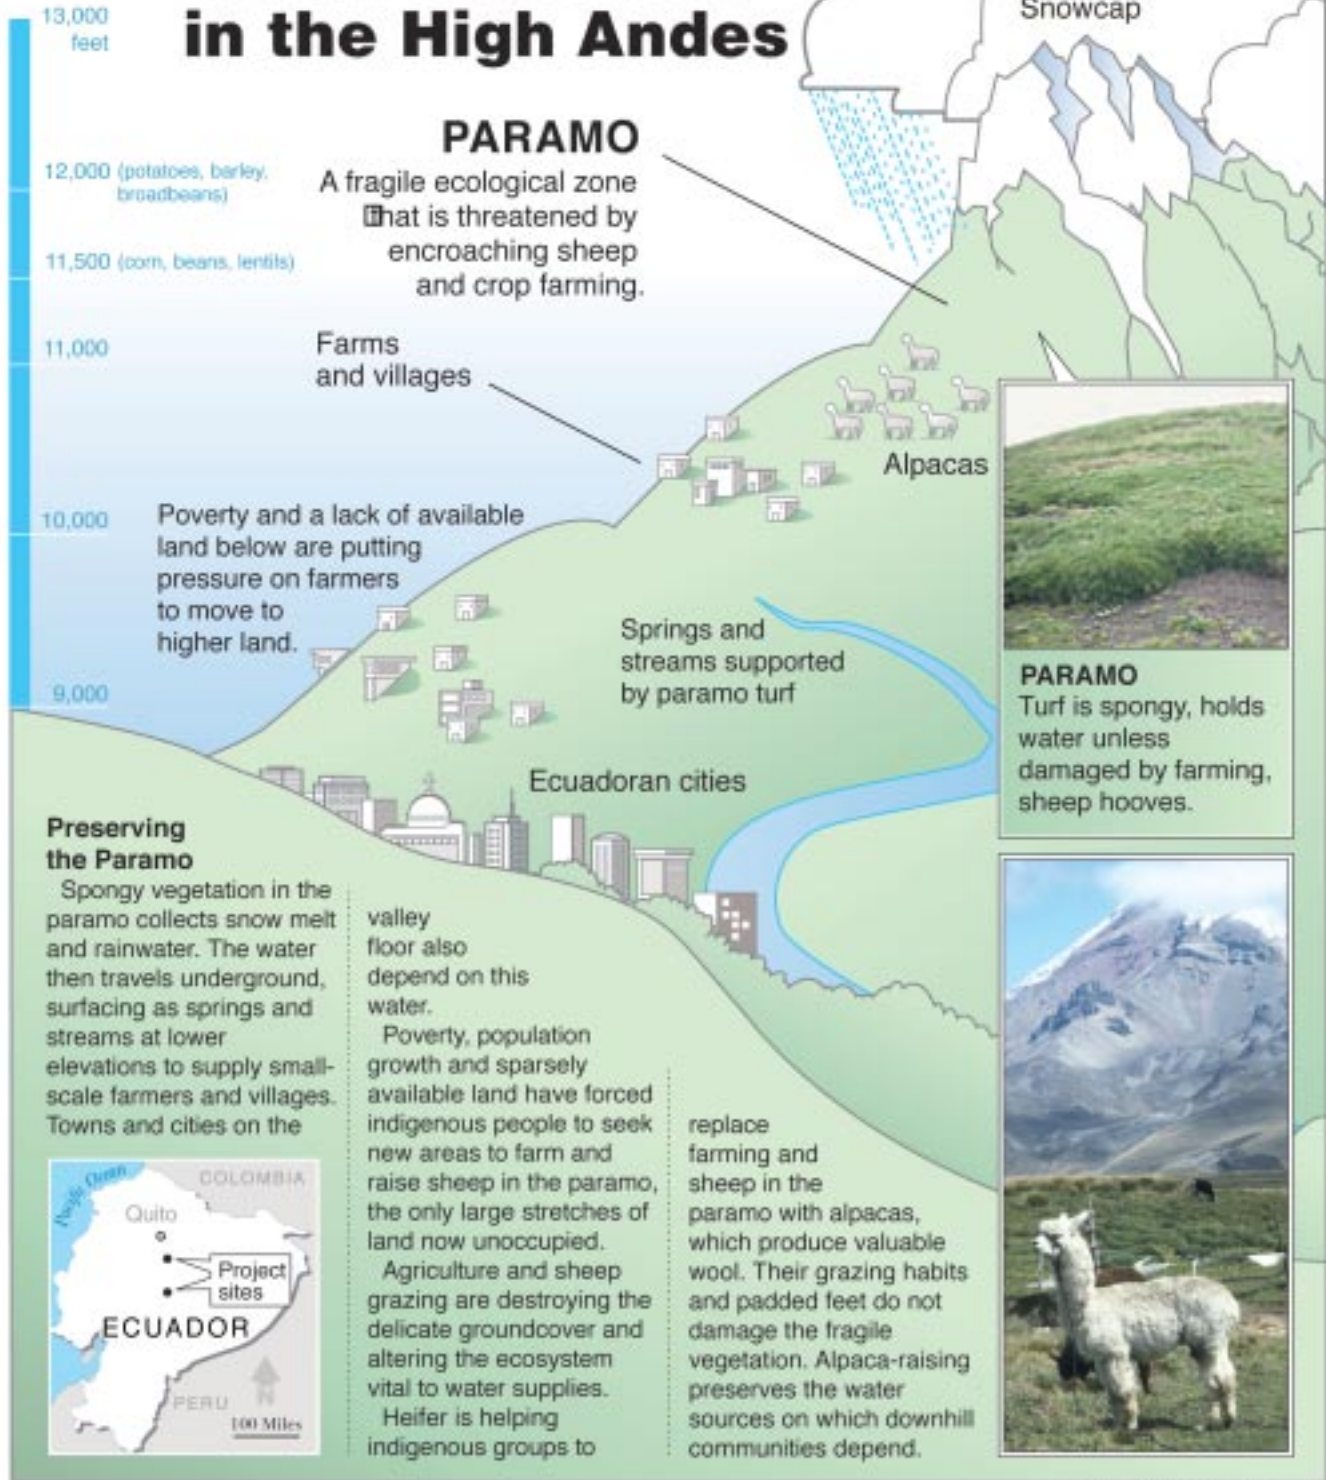 in the High Andes
13,000
feet
12,000 (potatoes, barley,
broadbeans)
11,500 (corn, beans, lentils)
11,000
10,000
9,000
Snowcap
PARAMO
A fragile ecological zone
that is threatened by
encroaching sheep
and crop farming.
Farms
and villages
Alpacas
Poverty and a lack of available
land below are putting
pressure on farmers
to move to
higher land.
Springs and
streams supported
by paramo turf
Ecuadoran cities
PARAMO
Turf is spongy, holds
water unless
damaged by farming,
sheep hooves.
Preserving
the Paramo
Spongy vegetation in the
paramo collects snow melt
and rainwater. The water
then travels underground,
surfacing as springs and
streams at lower
elevations to supply small-
scale farmers and villages.
Towns and cities on the
valley
floor also
depend on this
water.
Poverty, population
growth and sparsely
available land have forced
indigenous people to seek
new areas to farm and
raise sheep in the paramo,
the only large stretches of
land now unoccupied.
Agriculture and sheep
grazing are destroying the
delicate groundcover and
altering the ecosystem
vital to water supplies.
Heifer is helping
indigenous groups to
replace
farming and
sheep in the
paramo with alpacas,
which produce valuable
wool. Their grazing habits
and padded feet do not
damage the fragile
vegetation. Alpaca-raising
preserves the water
sources on which downhill
communities depend.
Pacific Ocean
COLOMBIA
Quito
Project
sites
ECUADOR
PERU
N
100 Miles